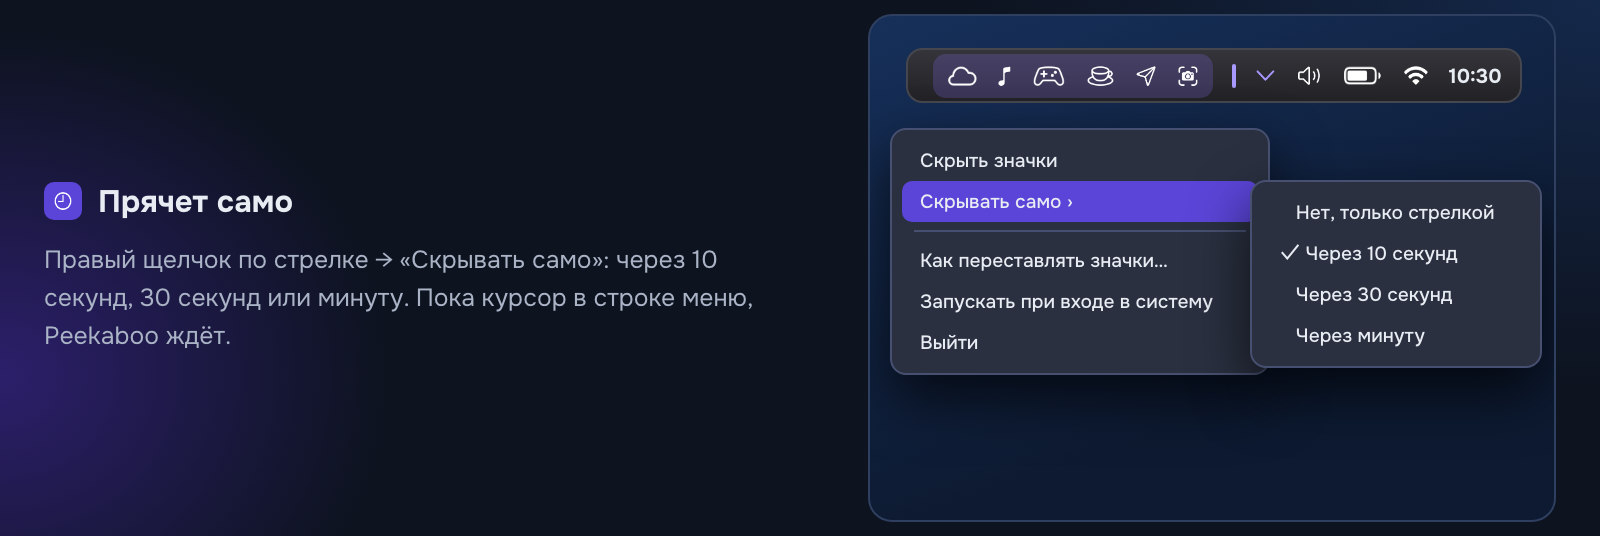 Прячет само
Правый щелчок по стрелке → «Скрывать само»: через 10
секунд, 30 секунд или минуту. Пока курсор в строке меню,
Peekaboo ждёт.
10:30
Скрыть значки
Скрывать само ›
Как переставлять значки...
Запускать при входе в систему
Выйти
Нет, только стрелкой
✓ Через 10 секунд
Через 30 секунд
Через минуту